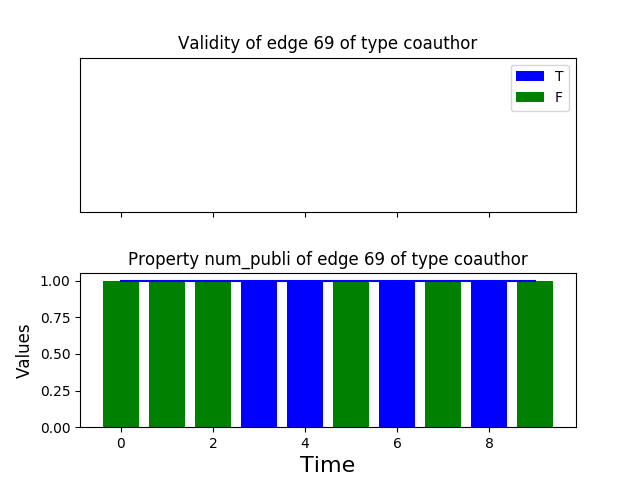 Validity of edge 69 of type coauthor
T
F
Property num_publi of edge 69 of type coauthor
1.00
0.75
0.50
0.25
0.00
Values
0 2 4 6 8
Time